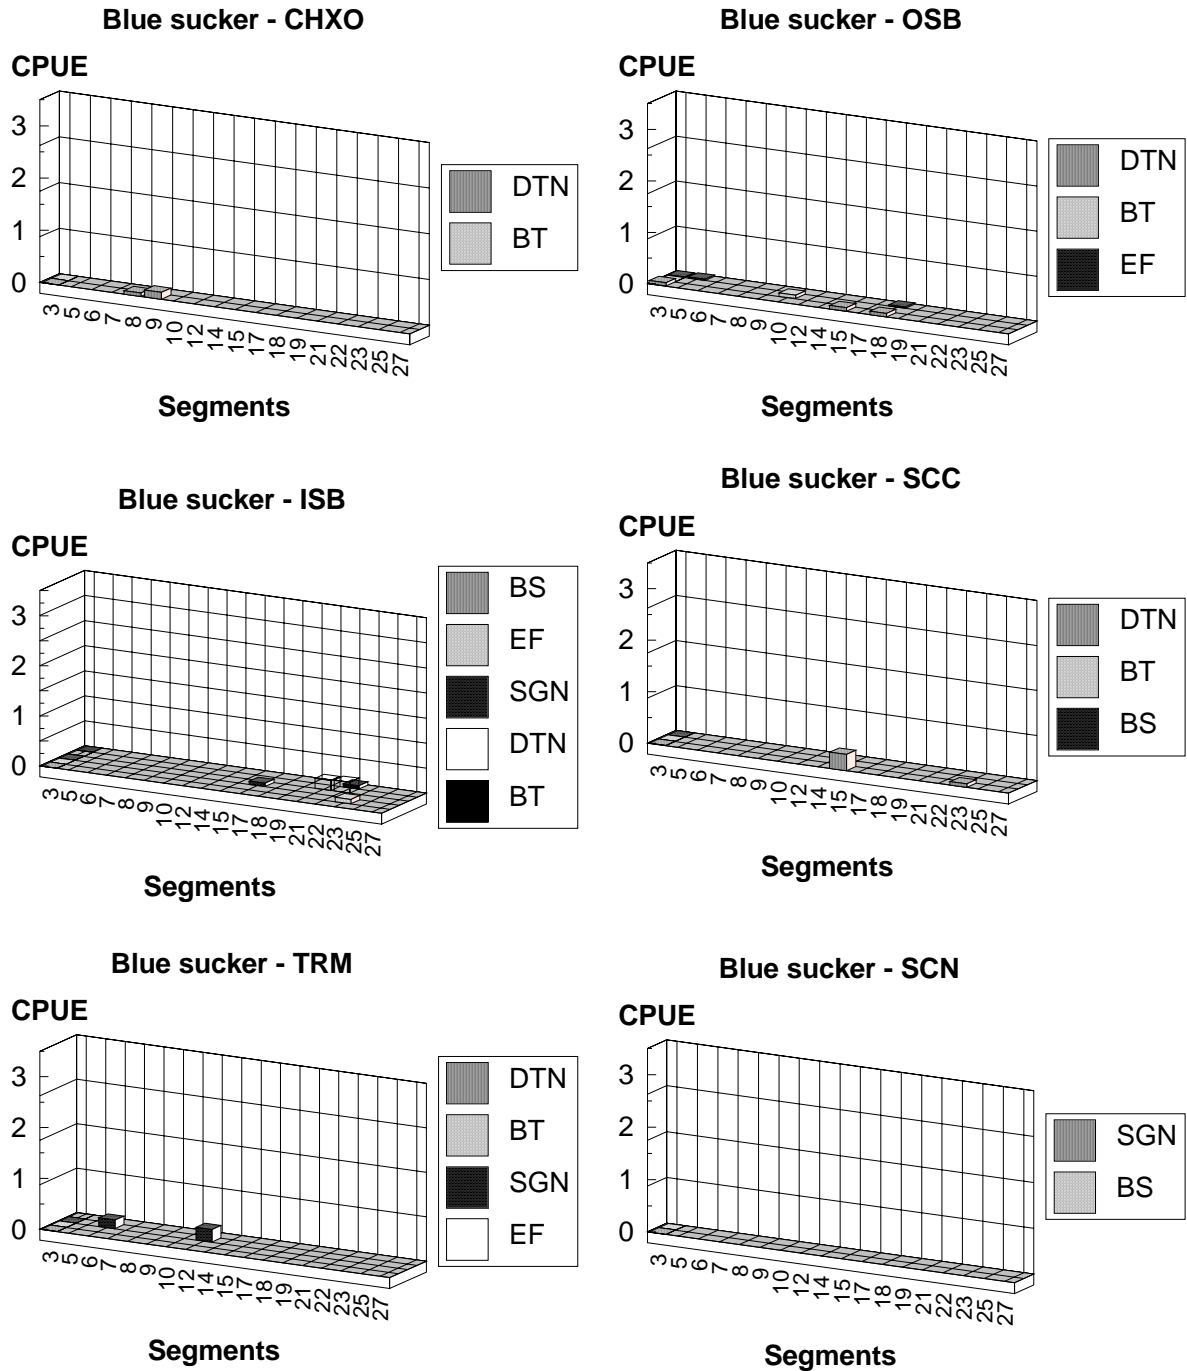 Blue sucker - CHXO
CPUE
3
2
1
0
3 5 6 7 8 9 10 12 14 15 17 18 19 21 22 23 25 27
Segments
DTN
BT
Blue sucker - OSB
CPUE
3
2
1
0
3 5 6 7 8 9 10 12 14 15 17 18 19 21 22 23 25 27
Segments
DTN
BT
EF
Blue sucker - ISB
CPUE
3
2
1
0
3 5 6 7 8 9 10 12 14 15 17 18 19 21 22 23 25 27
Segments
BS
EF
SGN
DTN
BT
Blue sucker - SCC
CPUE
3
2
1
0
3 5 6 7 8 9 10 12 14 15 17 18 19 21 22 23 25 27
Segments
DTN
BT
BS
Blue sucker - TRM
CPUE
3
2
1
0
3 5 6 7 8 9 10 12 14 15 17 18 19 21 22 23 25 27
Segments
DTN
BT
SGN
EF
Blue sucker - SCN
CPUE
3
2
1
0
3 5 6 7 8 9 10 12 14 15 17 18 19 21 22 23 25 27
Segments
SGN
BS